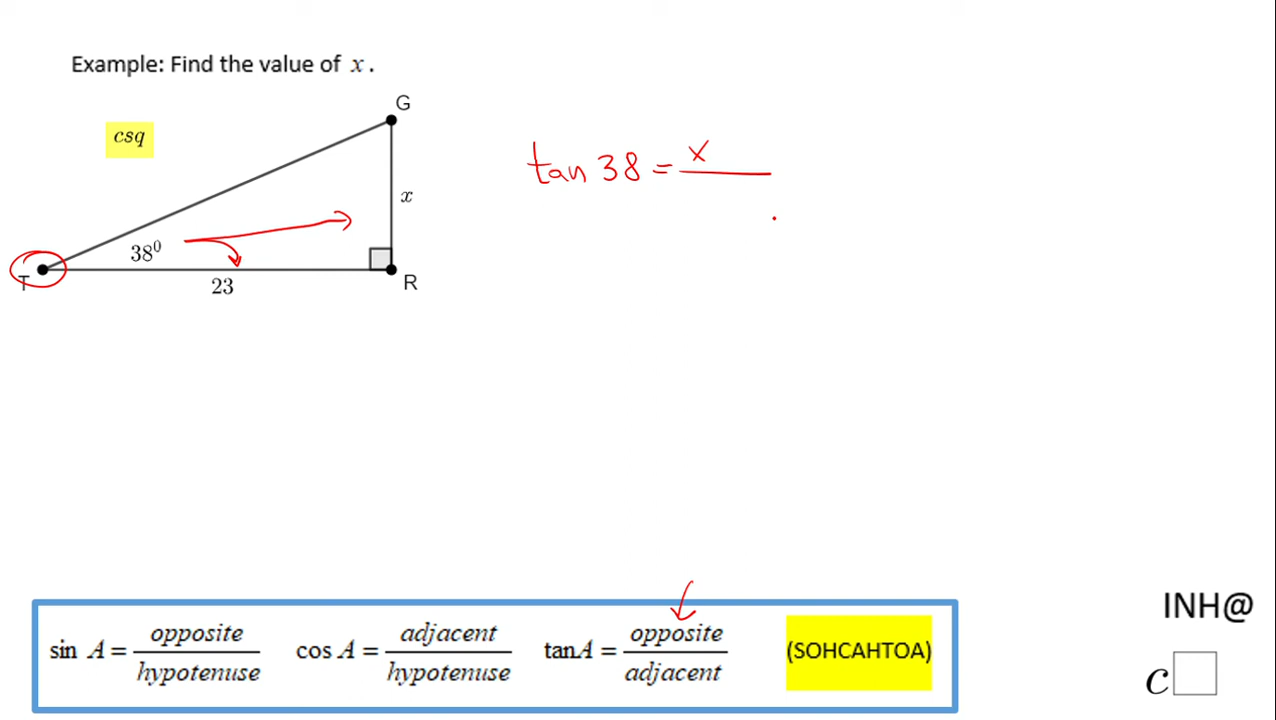 Example: Find the value of x .
G
csq
tan 38 = x
x
38⁰
T
23
R
sin A = opposite / hypotenuse cos A = adjacent / hypotenuse tanA = opposite / adjacent (SOHCAHTOA)
INH@
c